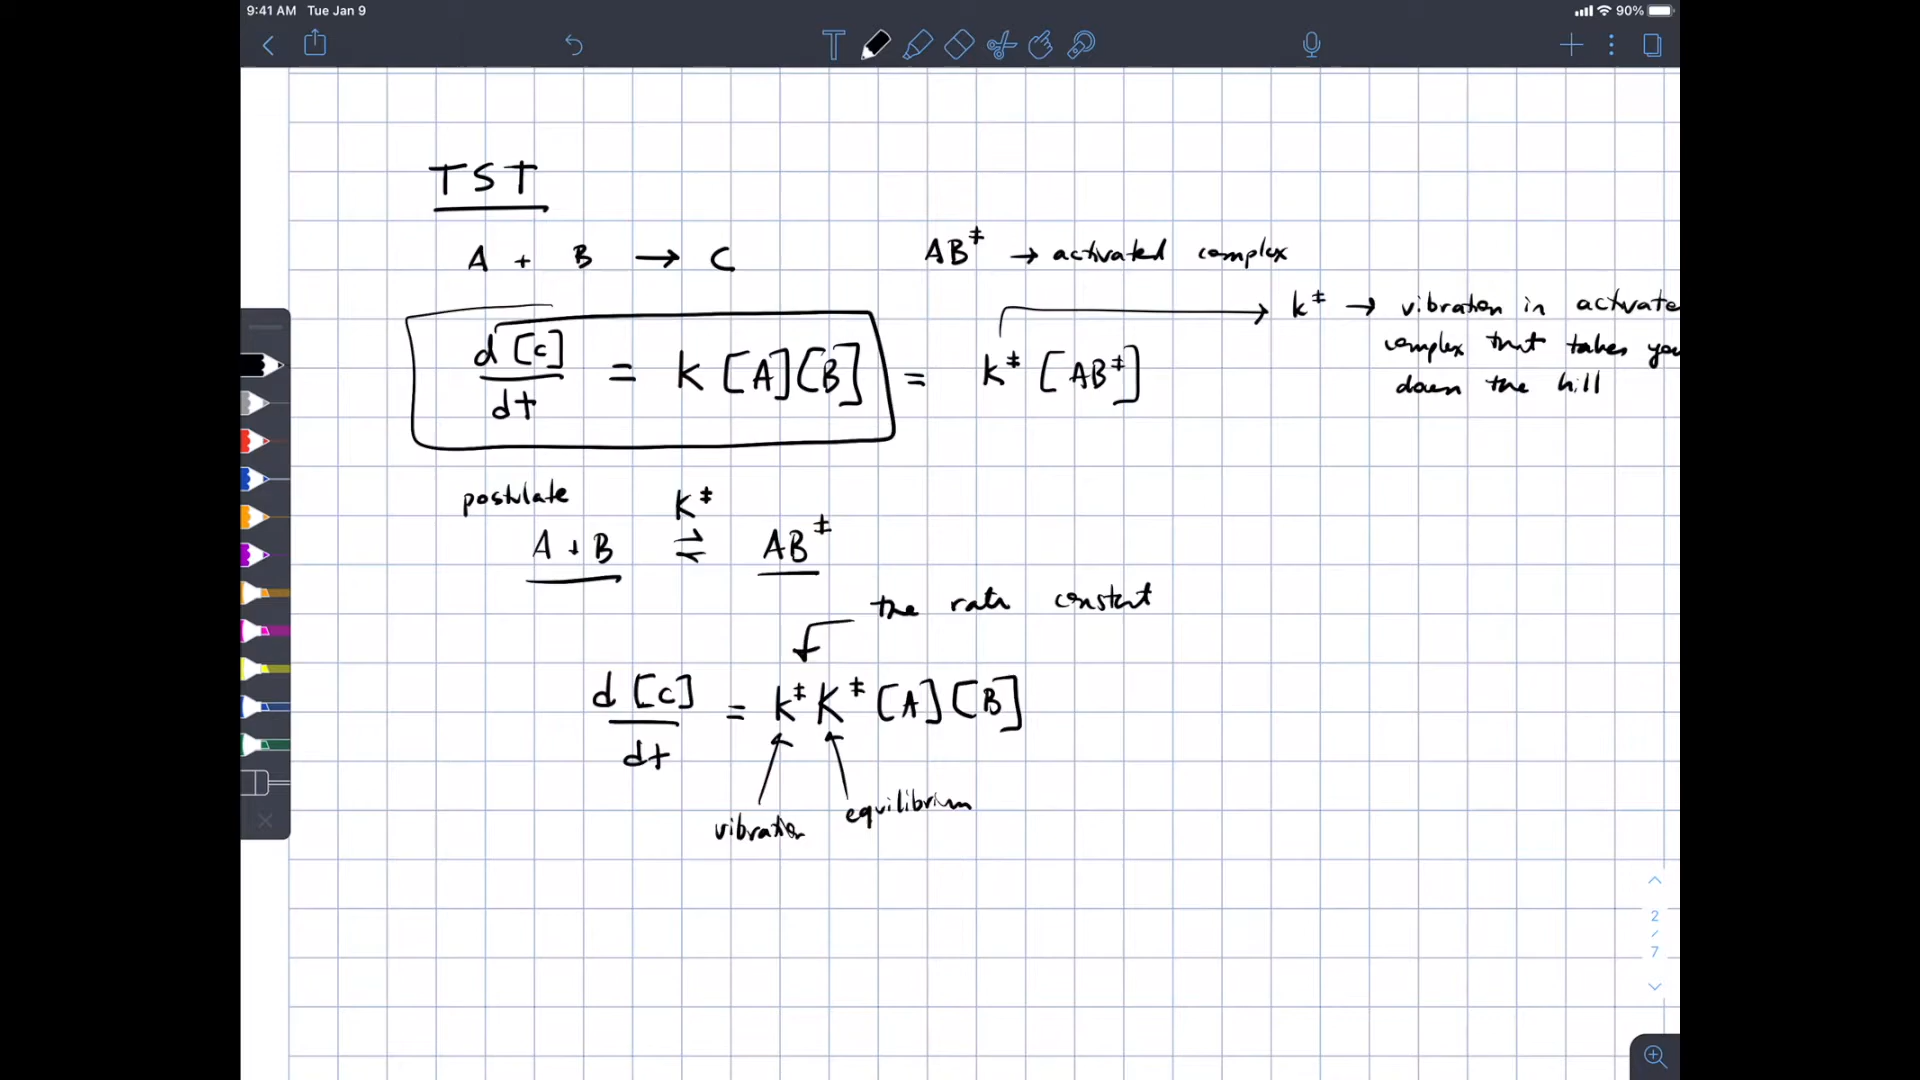 9:41 AM Tue Jan 9
90%
TST
A + B → C
AB‡ → activated complex
k‡ → vibration in activate
complex that takes you
down the hill
d[C]/dt = k[A][B] = k‡[AB‡]
postulate
K‡
A + B ⇌ AB‡
the rate constant
d[C]/dt = k‡K‡[A][B]
vibration
equilibrium
2
/
7